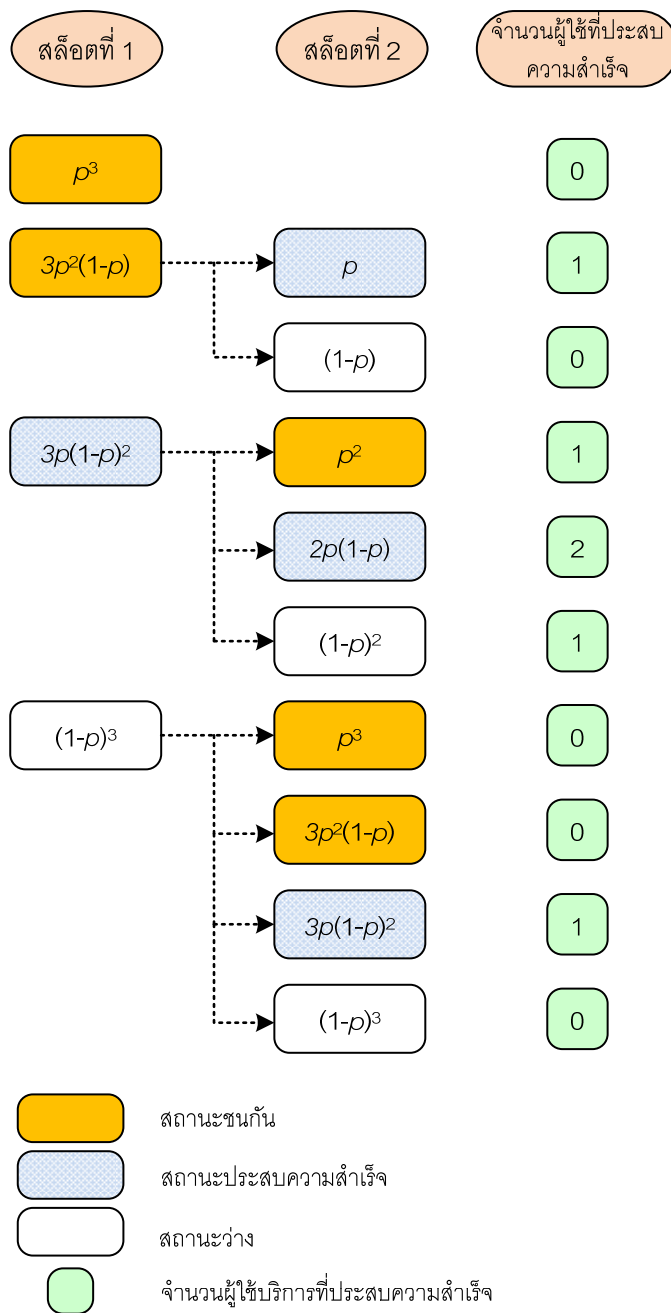 สล็อตที่ 1
สล็อตที่ 2
จำนวนผู้ใช้ที่ประสบ
ความสำเร็จ
p³
0
3p²(1-p)
p
1
(1-p)
0
3p(1-p)²
p²
1
2p(1-p)
2
(1-p)²
1
(1-p)³
p³
0
3p²(1-p)
0
3p(1-p)²
1
(1-p)³
0
สถานะชนกัน
สถานะประสบความสำเร็จ
สถานะว่าง
จำนวนผู้ใช้บริการที่ประสบความสำเร็จ